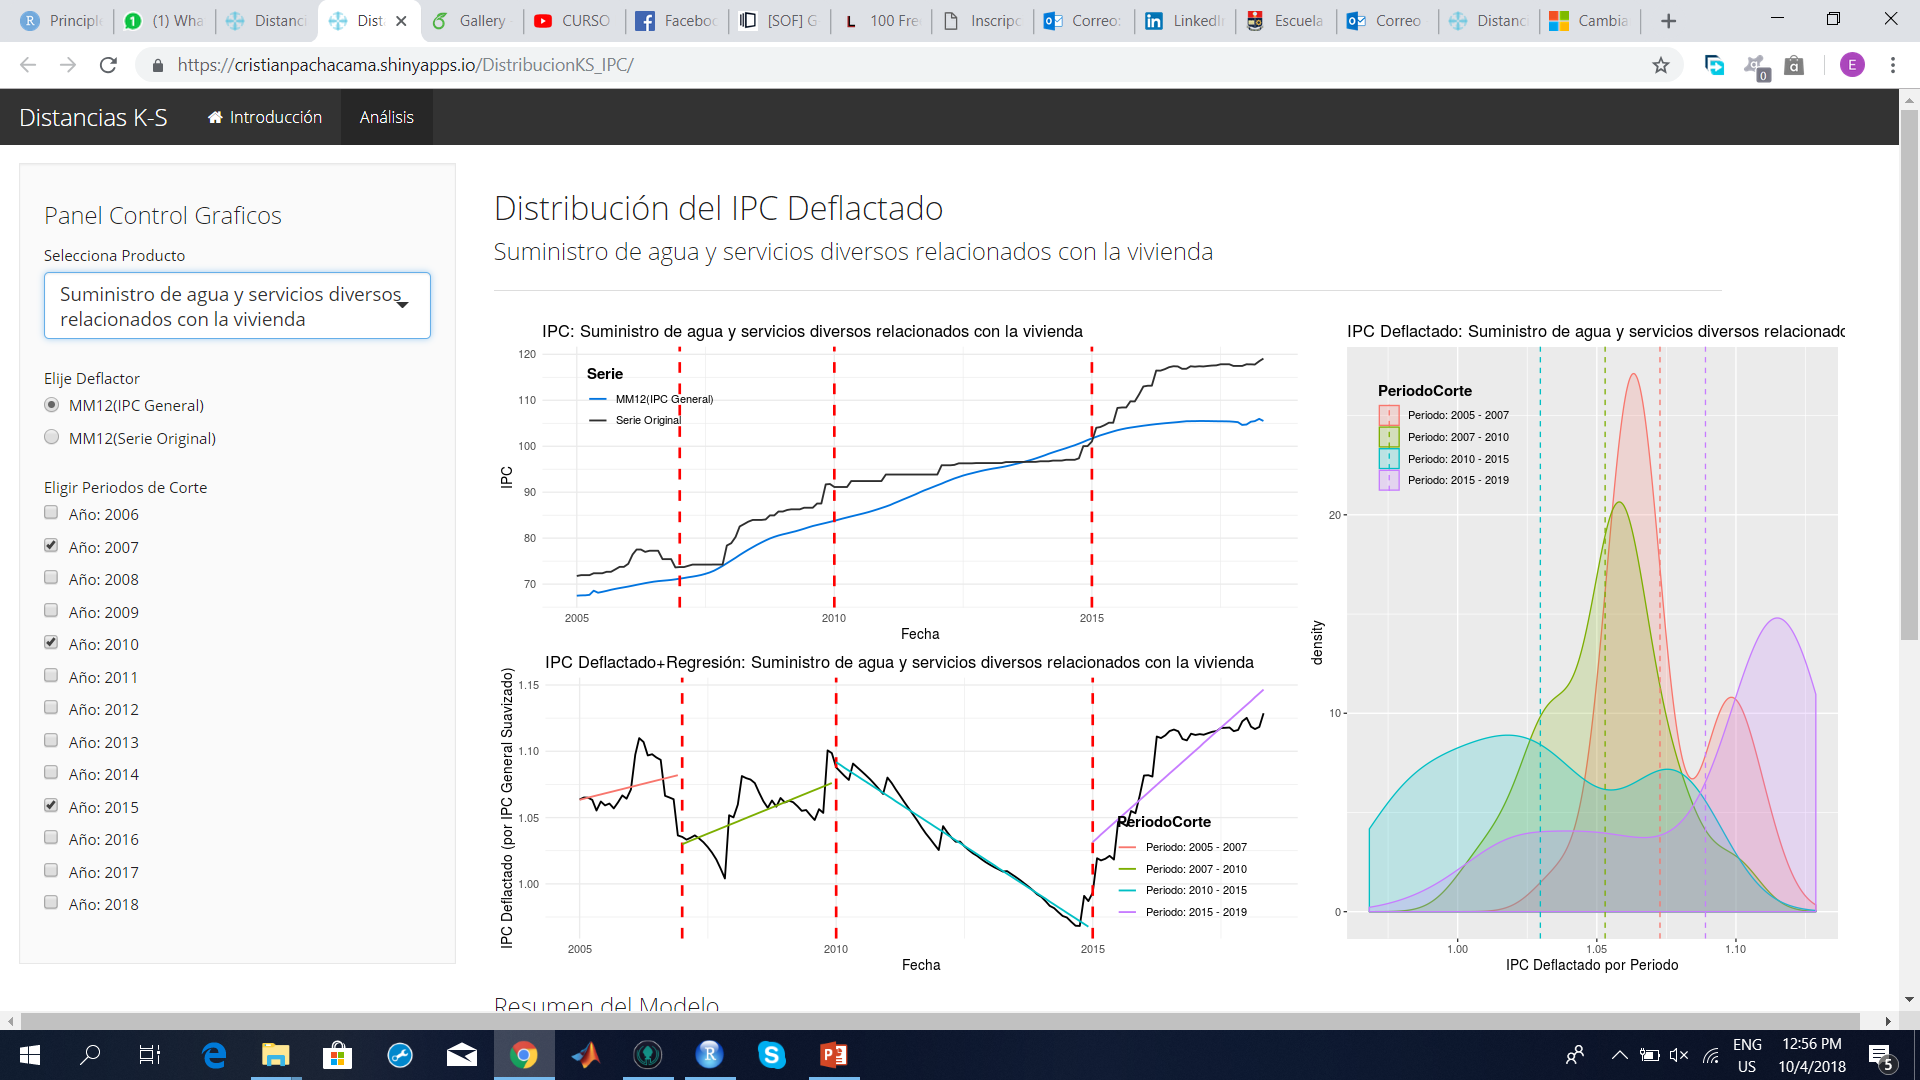 Principl
(1) Wha
Distanci
Dist
Gallery
CURSO
Faceboo
[SOF] G
100 Fre
Inscripc
Correo:
LinkedIn
Escuela
Correo
Distanc
Cambia
https://cristianpachacama.shinyapps.io/DistribucionKS_IPC/
0
E
Distancias K-S
Introducción
Análisis
Panel Control Graficos
Selecciona Producto
Suministro de agua y servicios diversos
relacionados con la vivienda
Elije Deflactor
MM12(IPC General)
MM12(Serie Original)
Eligir Periodos de Corte
Año: 2006
Año: 2007
Año: 2008
Año: 2009
Año: 2010
Año: 2011
Año: 2012
Año: 2013
Año: 2014
Año: 2015
Año: 2016
Año: 2017
Año: 2018
Distribución del IPC Deflactado
Suministro de agua y servicios diversos relacionados con la vivienda
IPC: Suministro de agua y servicios diversos relacionados con la vivienda
120
110
100
90
80
70
IPC
Serie
MM12(IPC General)
Serie Original
2005
2010
2015
Fecha
IPC Deflactado+Regresión: Suministro de agua y servicios diversos relacionados con la vivienda
1.15
1.10
1.05
1.00
IPC Deflactado (por IPC General Suavizado)
PeriodoCorte
Periodo: 2005 - 2007
Periodo: 2007 - 2010
Periodo: 2010 - 2015
Periodo: 2015 - 2019
2005
2010
2015
Fecha
IPC Deflactado: Suministro de agua y servicios diversos relacionado
PeriodoCorte
Periodo: 2005 - 2007
Periodo: 2007 - 2010
Periodo: 2010 - 2015
Periodo: 2015 - 2019
20
10
0
density
1.00
1.05
1.10
IPC Deflactado por Periodo
Resumen del Modelo
ENG
US
12:56 PM
10/4/2018
5